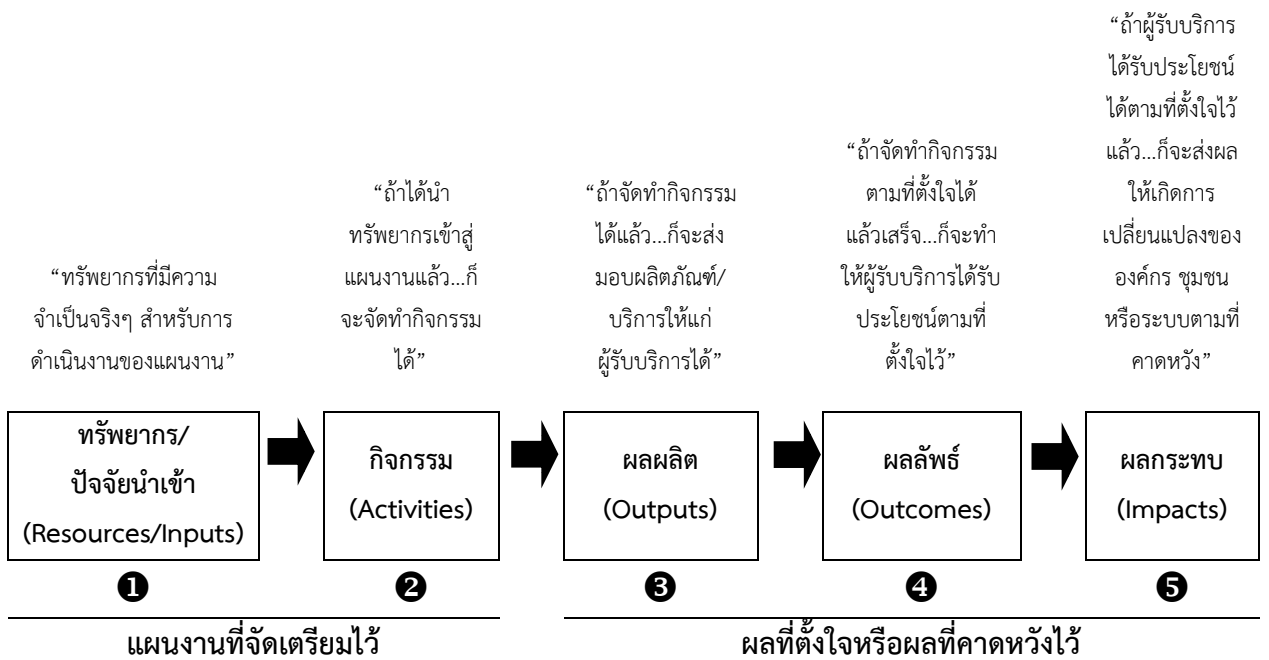 “ทรัพยากรที่มีความ
จำเป็นจริงๆ สำหรับการ
ดำเนินงานของแผนงาน”
“ถ้าได้นำ
ทรัพยากรเข้าสู่
แผนงานแล้ว...ก็
จะจัดทำกิจกรรม
ได้”
“ถ้าจัดทำกิจกรรม
ได้แล้ว...ก็จะส่ง
มอบผลิตภัณฑ์/
บริการให้แก่
ผู้รับบริการได้”
“ถ้าจัดทำกิจกรรม
ตามที่ตั้งใจได้
แล้วเสร็จ...ก็จะทำ
ให้ผู้รับบริการได้รับ
ประโยชน์ตามที่
ตั้งใจไว้”
“ถ้าผู้รับบริการ
ได้รับประโยชน์
ได้ตามที่ตั้งใจไว้
แล้ว...ก็จะส่งผล
ให้เกิดการ
เปลี่ยนแปลงของ
องค์กร ชุมชน
หรือระบบตามที่
คาดหวัง”
ทรัพยากร/
ปัจจัยนำเข้า
(Resources/Inputs)
กิจกรรม
(Activities)
ผลผลิต
(Outputs)
ผลลัพธ์
(Outcomes)
ผลกระทบ
(Impacts)
❶
❷
❸
❹
❺
แผนงานที่จัดเตรียมไว้
ผลที่ตั้งใจหรือผลที่คาดหวังไว้